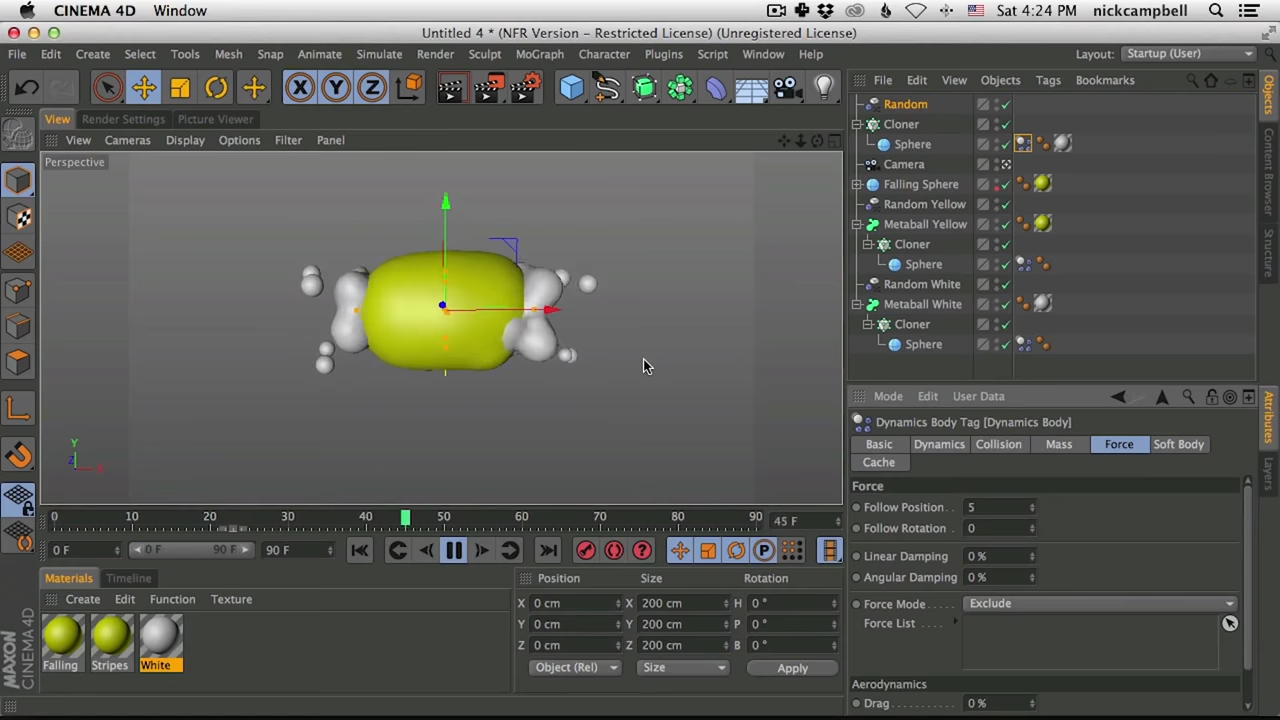 CINEMA 4D Window Sat 4:24 PM nickcampbell
Untitled 4 * (NFR Version - Restricted License) (Unregistered License)
File Edit Create Select Tools Mesh Snap Animate Simulate Render Sculpt MoGraph Character Plugins Script Window Help Layout: Startup (User)
X Y Z
File Edit View Objects Tags Bookmarks
View Render Settings Picture Viewer
View Cameras Display Options Filter Panel
Perspective
Random
Cloner
Sphere
Camera
Falling Sphere
Random Yellow
Metaball Yellow
Cloner
Sphere
Random White
Metaball White
Cloner
Sphere
Objects
Content Browser
Structure
Y
Z
X
Mode Edit User Data
Dynamics Body Tag [Dynamics Body]
Basic Dynamics Collision Mass Force Soft Body
Cache
Force
Follow Position 5
Follow Rotation 0
Linear Damping 0 %
Angular Damping 0 %
Force Mode Exclude
Force List
Aerodynamics
Drag 0 %
Attributes
Layers
0 10 20 30 40 50 60 70 80 90 45 F
0 F 0 F 90 F 90 F
P
Materials Timeline
Create Edit Function Texture
Falling Stripes White
Position Size Rotation
X 0 cm X 200 cm H 0 °
Y 0 cm Y 200 cm P 0 °
Z 0 cm Z 200 cm B 0 °
Object (Rel) Size Apply
MAXON
CINEMA 4D